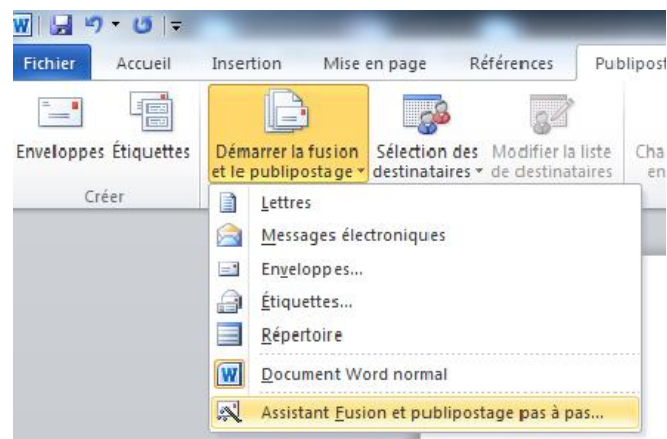 W
Fichier Accueil Insertion Mise en page Références Publipost
Enveloppes Étiquettes Démarrer la fusion Sélection des Modifier la liste Cha
et le publipostage destinataires de destinataires en
Créer
Lettres
Messages électroniques
Enveloppes...
Étiquettes...
Répertoire
W Document Word normal
Assistant Fusion et publipostage pas à pas...